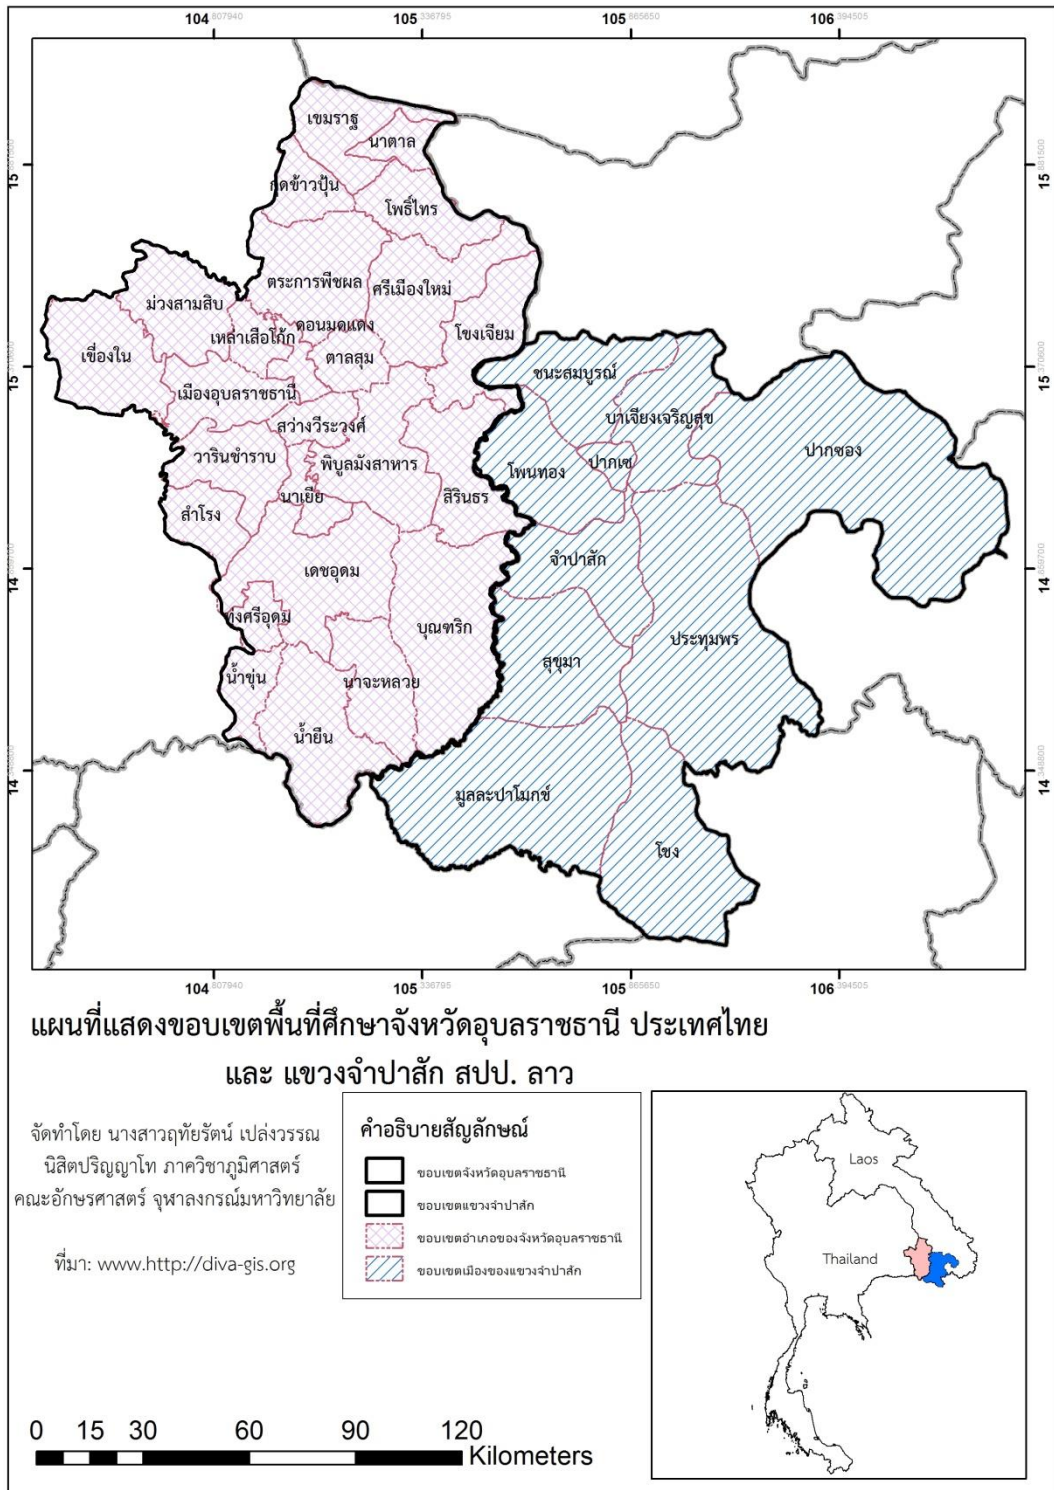 104.807940 105.336795 105.865650 106.394505
เขมราฐ
นาตาล
กุดข้าวปุ้น
โพธิ์ไทร
ตระการพืชผล
ศรีเมืองใหม่
ม่วงสามสิบ
ดอนมดแดง
เหล่าเสือโก้ก
โขงเจียม
เขื่องใน
ตาลสุม
ชนะสมบูรณ์
เมืองอุบลราชธานี
สว่างวีระวงศ์
บาเจียงเจริญสุข
วารินชำราบ
พิบูลมังสาหาร
โพนทอง
ปากเซ
ปากซอง
นาเยีย
สิรินธร
สำโรง
จำปาสัก
เดชอุดม
ทุ่งศรีอุดม
บุณฑริก
ประทุมพร
น้ำขุ่น
นาจะหลวย
สุขุมา
น้ำยืน
มูลละปาโมกข์
โขง
15.881500
15.370600
14.859700
14.348800
104.807940 105.336795 105.865650 106.394505
แผนที่แสดงขอบเขตพื้นที่ศึกษาจังหวัดอุบลราชธานี ประเทศไทย
และ แขวงจำปาสัก สปป. ลาว
จัดทำโดย นางสาวฤทัยรัตน์ เปล่งวรรณ
นิสิตปริญญาโท ภาควิชาภูมิศาสตร์
คณะอักษรศาสตร์ จุฬาลงกรณ์มหาวิทยาลัย
ที่มา: www.http://diva-gis.org
คำอธิบายสัญลักษณ์
ขอบเขตจังหวัดอุบลราชธานี
ขอบเขตแขวงจำปาสัก
ขอบเขตอำเภอของจังหวัดอุบลราชธานี
ขอบเขตเมืองของแขวงจำปาสัก
Laos
Thailand
0 15 30 60 90 120
Kilometers